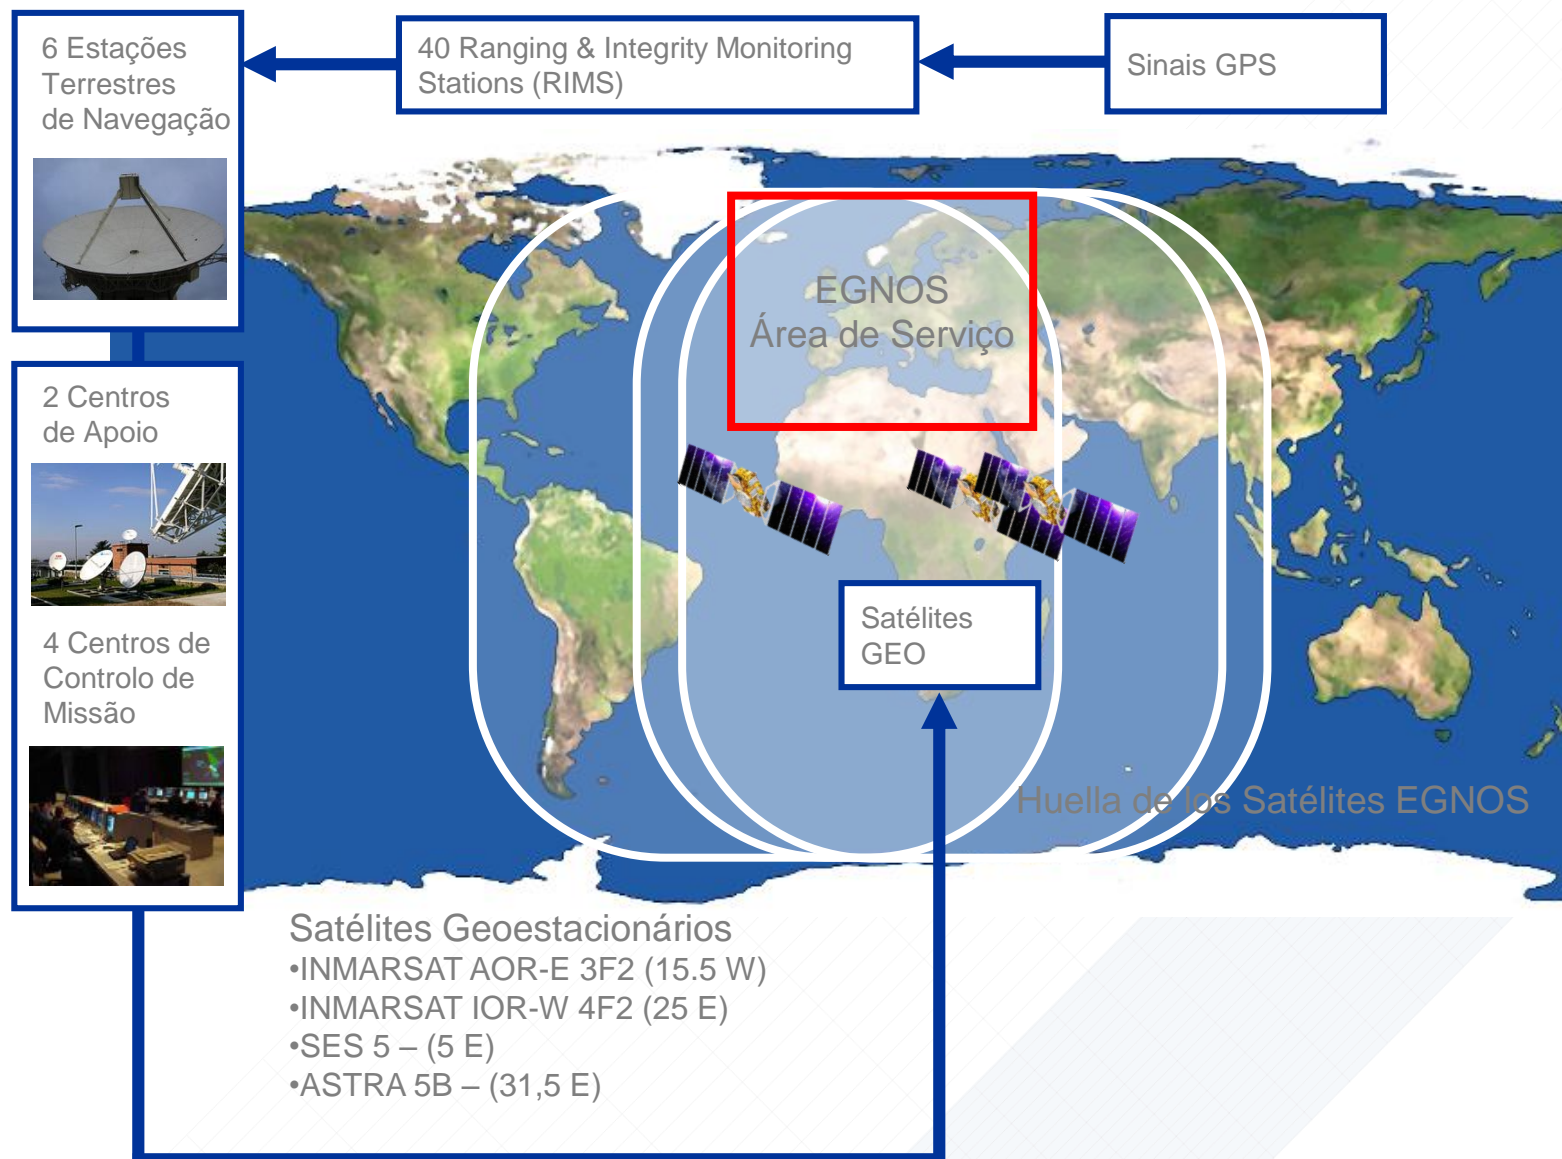 6 Estações
Terrestres
de Navegação
40 Ranging & Integrity Monitoring
Stations (RIMS)
Sinais GPS
EGNOS
Área de Serviço
2 Centros
de Apoio
4 Centros de
Controlo de
Missão
Satélites
GEO
Huella de los Satélites EGNOS
Satélites Geoestacionários
•INMARSAT AOR-E 3F2 (15.5 W)
•INMARSAT IOR-W 4F2 (25 E)
•SES 5 – (5 E)
•ASTRA 5B – (31,5 E)